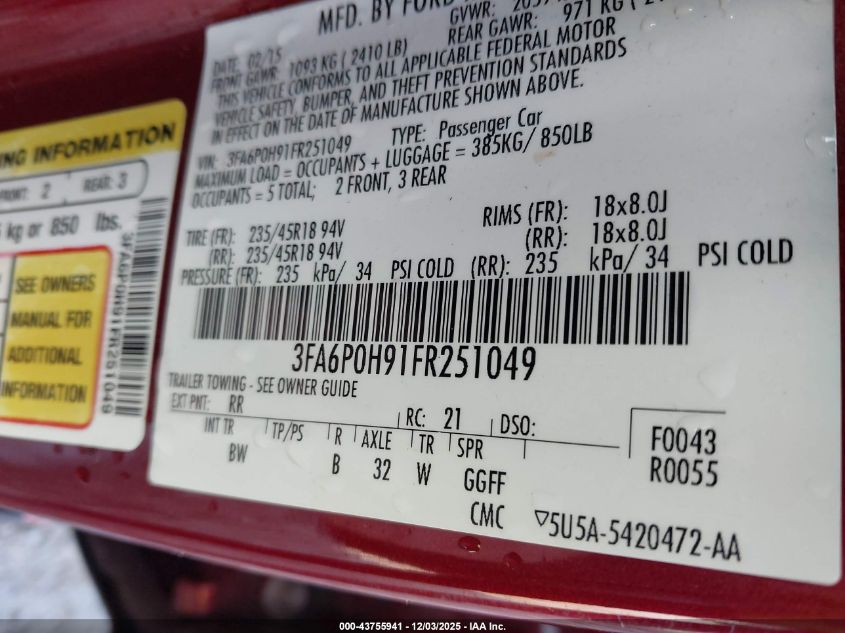 MFD. BY FORD
GVWR:
DATE: 02/15
REAR GAWR: 971 KG
FRONT GAWR: 1093 KG ( 2410 LB)
THIS VEHICLE CONFORMS TO ALL APPLICABLE FEDERAL MOTOR
VEHICLE SAFETY, BUMPER, AND THEFT PREVENTION STANDARDS
IN EFFECT ON THE DATE OF MANUFACTURE SHOWN ABOVE.
VIN: 3FA6P0H91FR251049 TYPE: Passenger Car
MAXIMUM LOAD = OCCUPANTS + LUGGAGE = 385KG/ 850LB
OCCUPANTS = 5 TOTAL; 2 FRONT, 3 REAR
TIRE (FR): 235/45R18 94V RIMS (FR): 18x8.0J
(RR): 235/45R18 94V (RR): 18x8.0J
PRESSURE (FR): 235 kPa/ 34 PSI COLD (RR): 235 kPa/ 34 PSI COLD
3FA6P0H91FR251049
TRAILER TOWING - SEE OWNER GUIDE
EXT PNT: RR RC: 21 DSO:
INT TR TP/PS R AXLE TR SPR
BW B 32 W GGFF
CMC
F0043
R0055
▽5U5A-5420472-AA
INFORMATION
FRONT: 2 REAR: 3
kg or 850 lbs.
SEE OWNERS
MANUAL FOR
ADDITIONAL
INFORMATION
3FA6P0H91FR251049
000-43755941 - 12/03/2025 - IAA Inc.